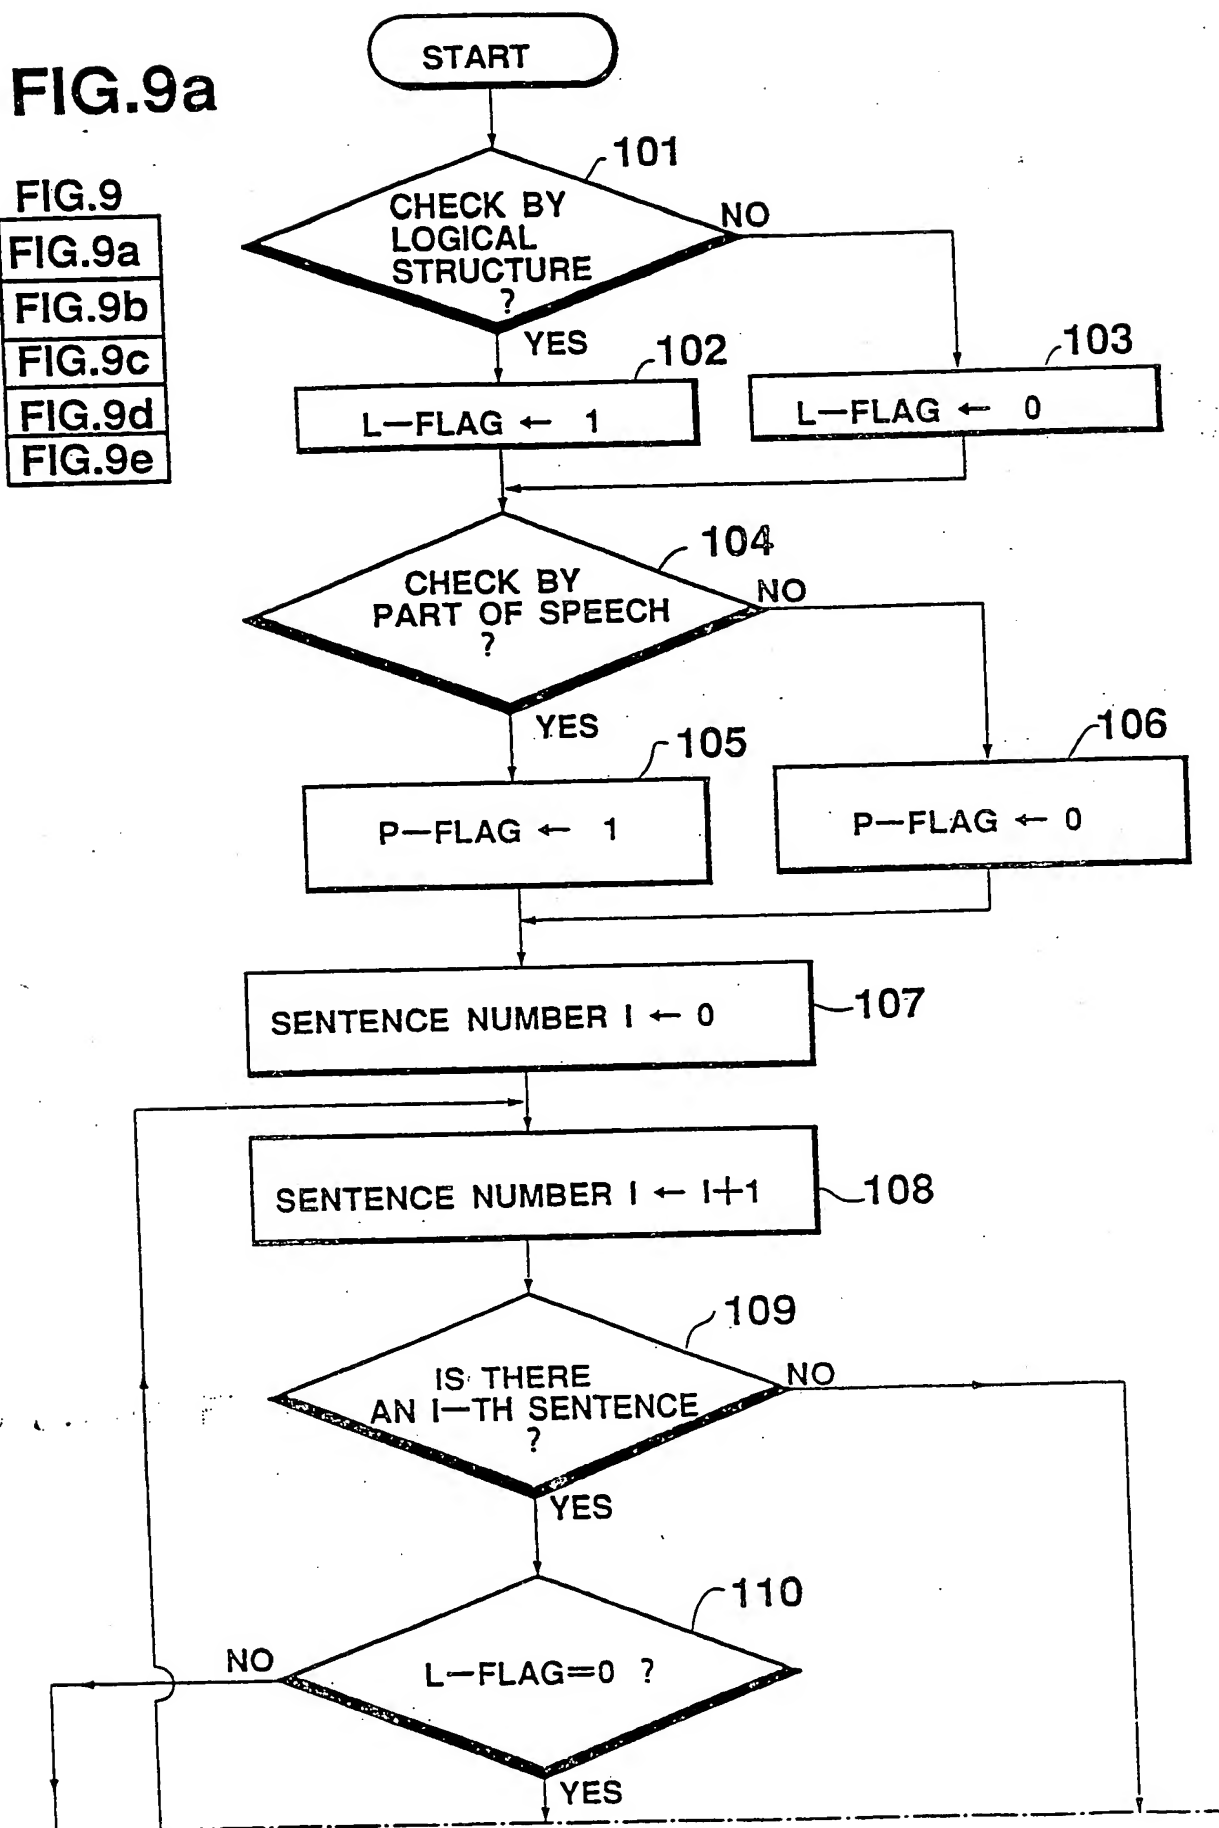 FIG.9a
FIG.9
FIG.9a
FIG.9b
FIG.9c
FIG.9d
FIG.9e
START
101
CHECK BY
LOGICAL
STRUCTURE
?
NO
YES
102
L—FLAG ← 1
103
L—FLAG ← 0
104
CHECK BY
PART OF SPEECH
?
NO
YES
105
P—FLAG ← 1
106
P—FLAG ← 0
SENTENCE NUMBER I ← 0
107
SENTENCE NUMBER I ← I+1
108
109
IS THERE
AN I—TH SENTENCE
?
NO
YES
110
L—FLAG=0 ?
NO
YES